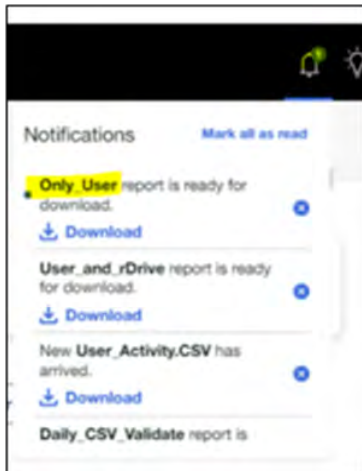 Notifications Mark all as read
Only_User report is ready for
download.
Download
User_and_rDrive report is ready
for download.
Download
New User_Activity.CSV has
arrived.
Download
Daily_CSV_Validate report is